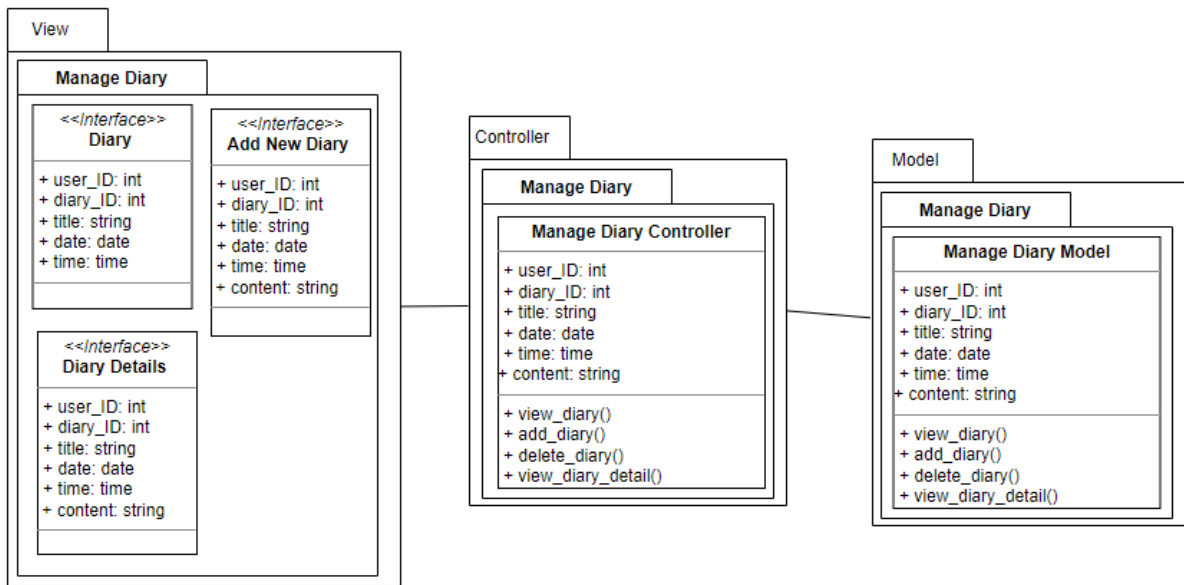 View
Manage Diary
<<Interface>>
Diary
+ user_ID: int
+ diary_ID: int
+ title: string
+ date: date
+ time: time
<<Interface>>
Add New Diary
+ user_ID: int
+ diary_ID: int
+ title: string
+ date: date
+ time: time
+ content: string
<<Interface>>
Diary Details
+ user_ID: int
+ diary_ID: int
+ title: string
+ date: date
+ time: time
+ content: string
Controller
Manage Diary
Manage Diary Controller
+ user_ID: int
+ diary_ID: int
+ title: string
+ date: date
+ time: time
+ content: string
+ view_diary()
+ add_diary()
+ delete_diary()
+ view_diary_detail()
Model
Manage Diary
Manage Diary Model
+ user_ID: int
+ diary_ID: int
+ title: string
+ date: date
+ time: time
+ content: string
+ view_diary()
+ add_diary()
+ delete_diary()
+ view_diary_detail()